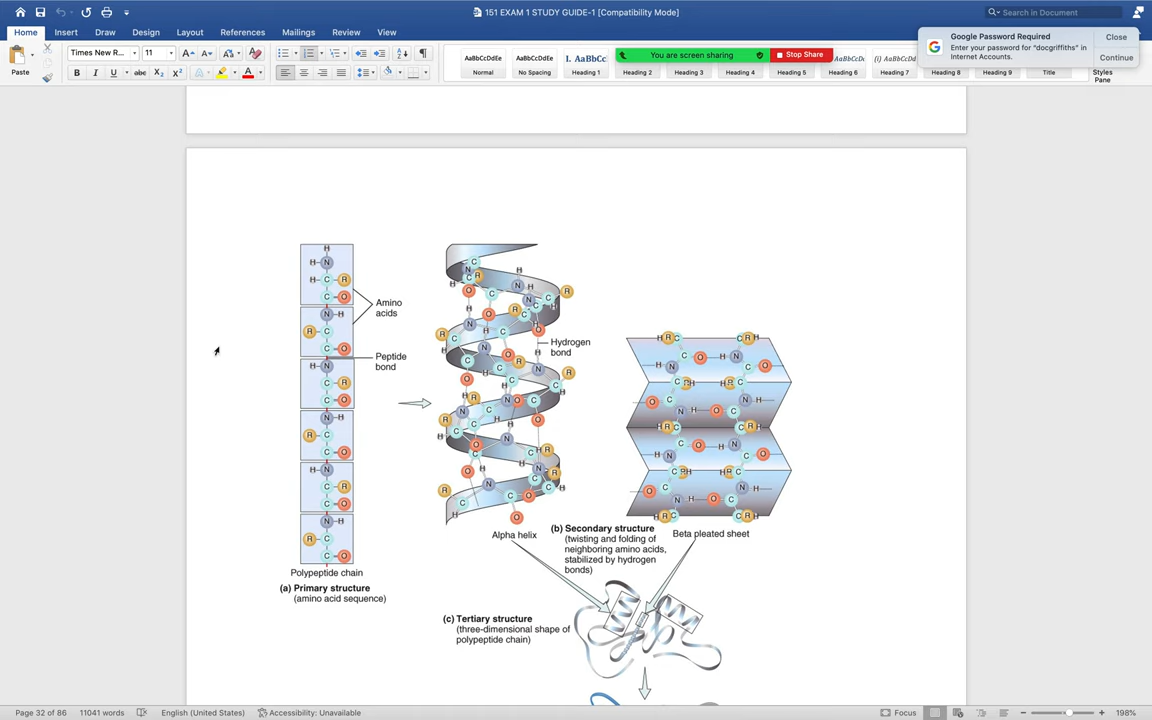 151 EXAM 1 STUDY GUIDE-1 [Compatibility Mode]
Search in Document
Home Insert Draw Design Layout References Mailings Review View
Google Password Required
Enter your password for “docgriffiths” in
Internet Accounts.
Close
Continue
Paste
Times New R...
11
AaBbCcDdEe
Normal
AaBbCcDdEe
No Spacing
I. AaBbCc
Heading 1
Heading 2
Heading 3
Heading 4
Heading 5
Heading 6
Heading 7
Heading 8
Heading 9
Title
You are screen sharing
Stop Share
Styles
Pane
Amino
acids
Peptide
bond
Hydrogen
bond
Polypeptide chain
(a) Primary structure
(amino acid sequence)
Alpha helix
(b) Secondary structure
(twisting and folding of
neighboring amino acids,
stabilized by hydrogen
bonds)
Beta pleated sheet
(c) Tertiary structure
(three-dimensional shape of
polypeptide chain)
Page 32 of 86
11041 words
English (United States)
Accessibility: Unavailable
Focus
198%